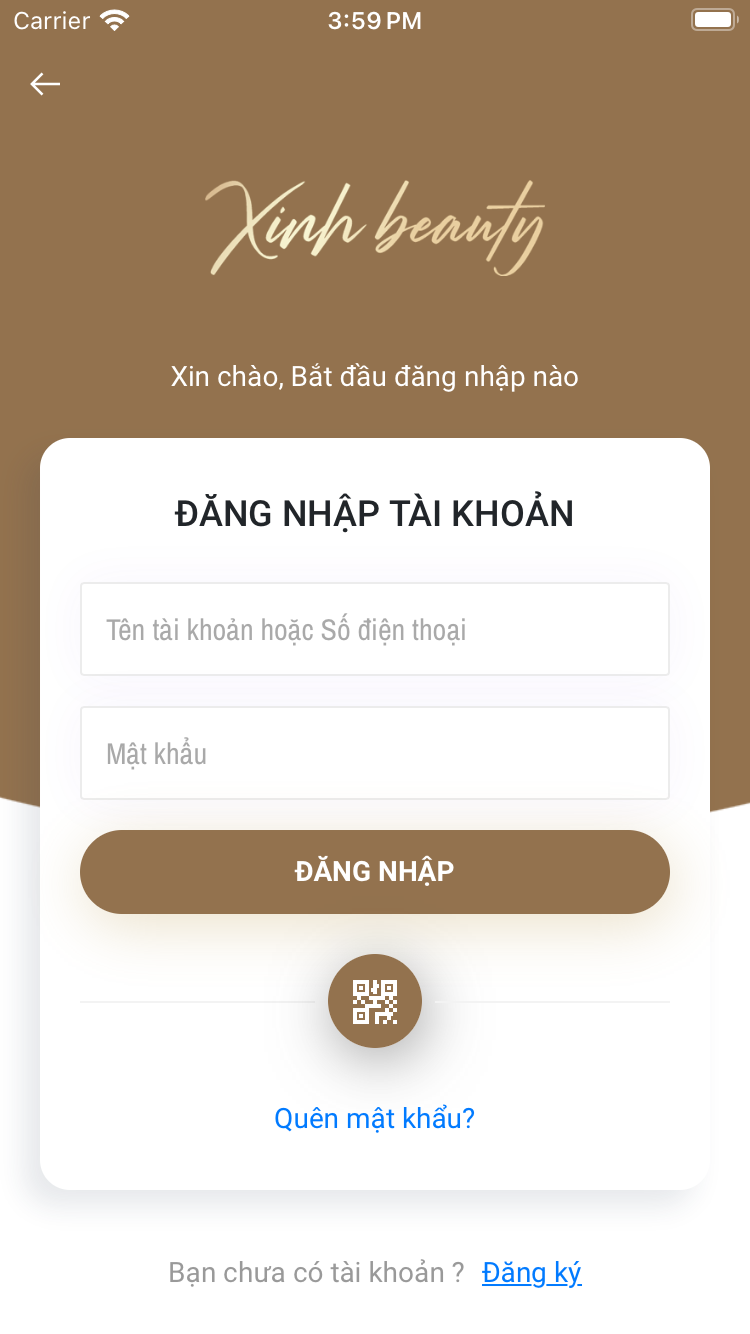 Carrier 3:59 PM
Xinh beauty
Xin chào, Bắt đầu đăng nhập nào
ĐĂNG NHẬP TÀI KHOẢN
Tên tài khoản hoặc Số điện thoại
Mật khẩu
ĐĂNG NHẬP
Quên mật khẩu?
Bạn chưa có tài khoản ? Đăng ký